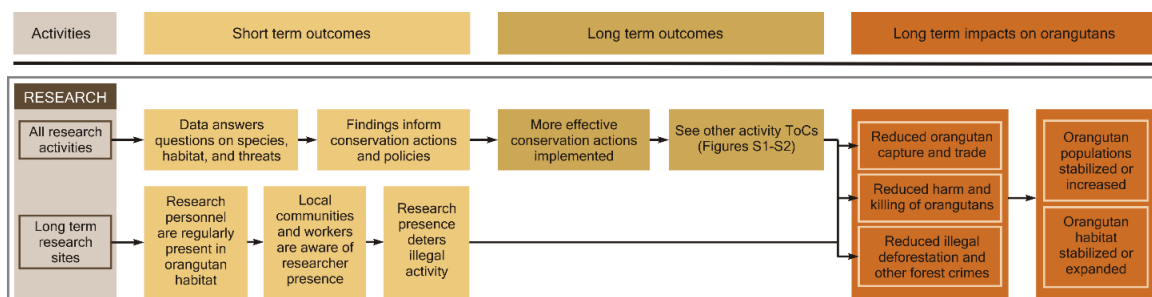 Activities
Short term outcomes
Long term outcomes
Long term impacts on orangutans
RESEARCH
All research
activities
Data answers
questions on species,
habitat, and threats
Findings inform
conservation actions
and policies
More effective
conservation actions
implemented
See other activity ToCs
(Figures S1-S2)
Reduced orangutan
capture and trade
Orangutan
populations
stabilized or
increased
Reduced harm and
killing of orangutans
Long term
research
sites
Research
personnel
are regularly
present in
orangutan
habitat
Local
communities
and workers
are aware of
researcher
presence
Research
presence
deters
illegal
activity
Reduced illegal
deforestation and
other forest crimes
Orangutan
habitat
stabilized or
expanded